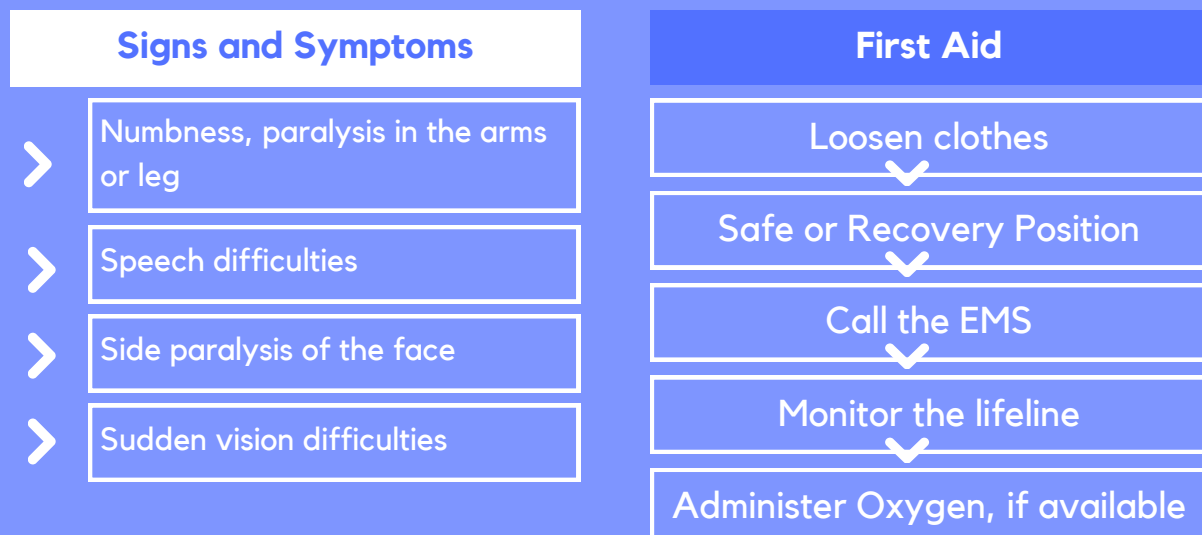 Signs and Symptoms
Numbness, paralysis in the arms
or leg
Speech difficulties
Side paralysis of the face
Sudden vision difficulties
First Aid
Loosen clothes
Safe or Recovery Position
Call the EMS
Monitor the lifeline
Administer Oxygen, if available